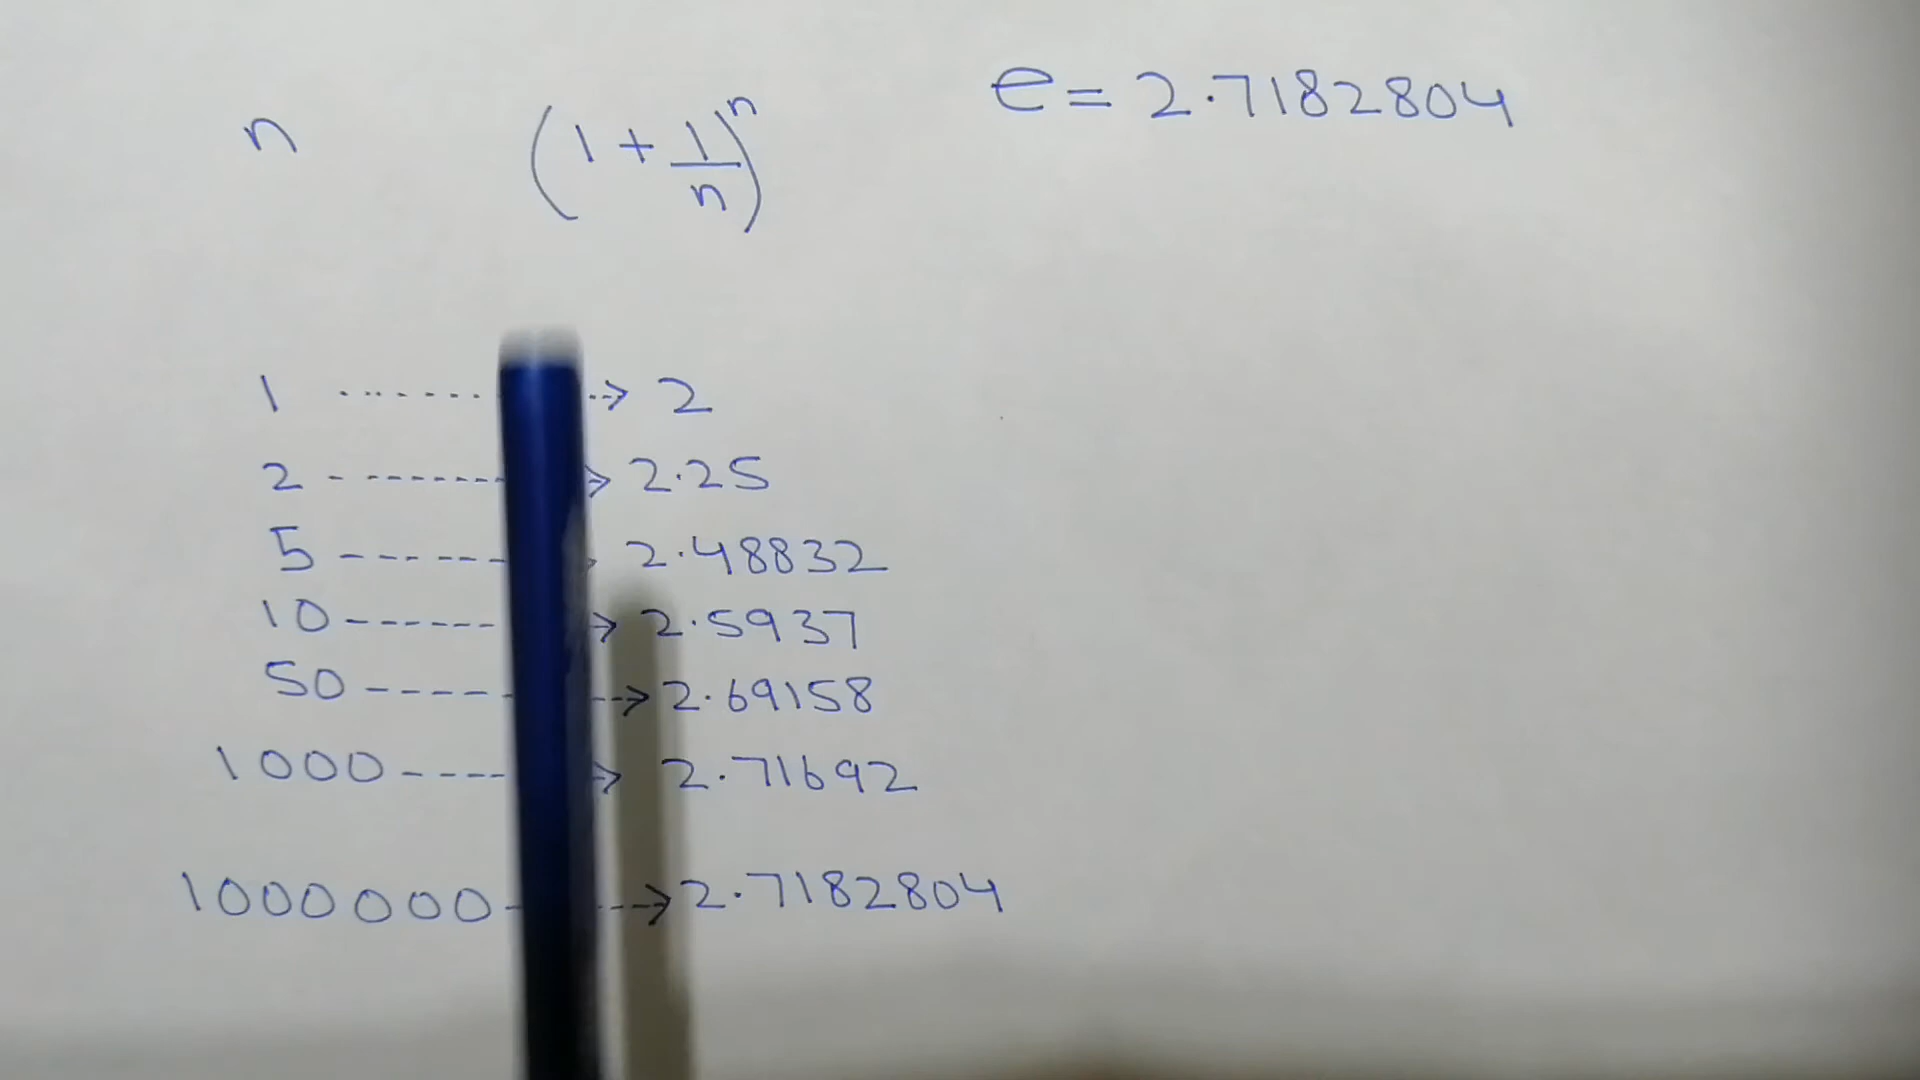 n (1 + 1/n)^n e = 2.7182804
1 ........ -> 2
2 - ------- -> 2.25
5 ------ 2.48832
10 ------ -> 2.5937
50 ----- --> 2.69158
1000 ---- -> 2.71692
1000000 - --> 2.7182804